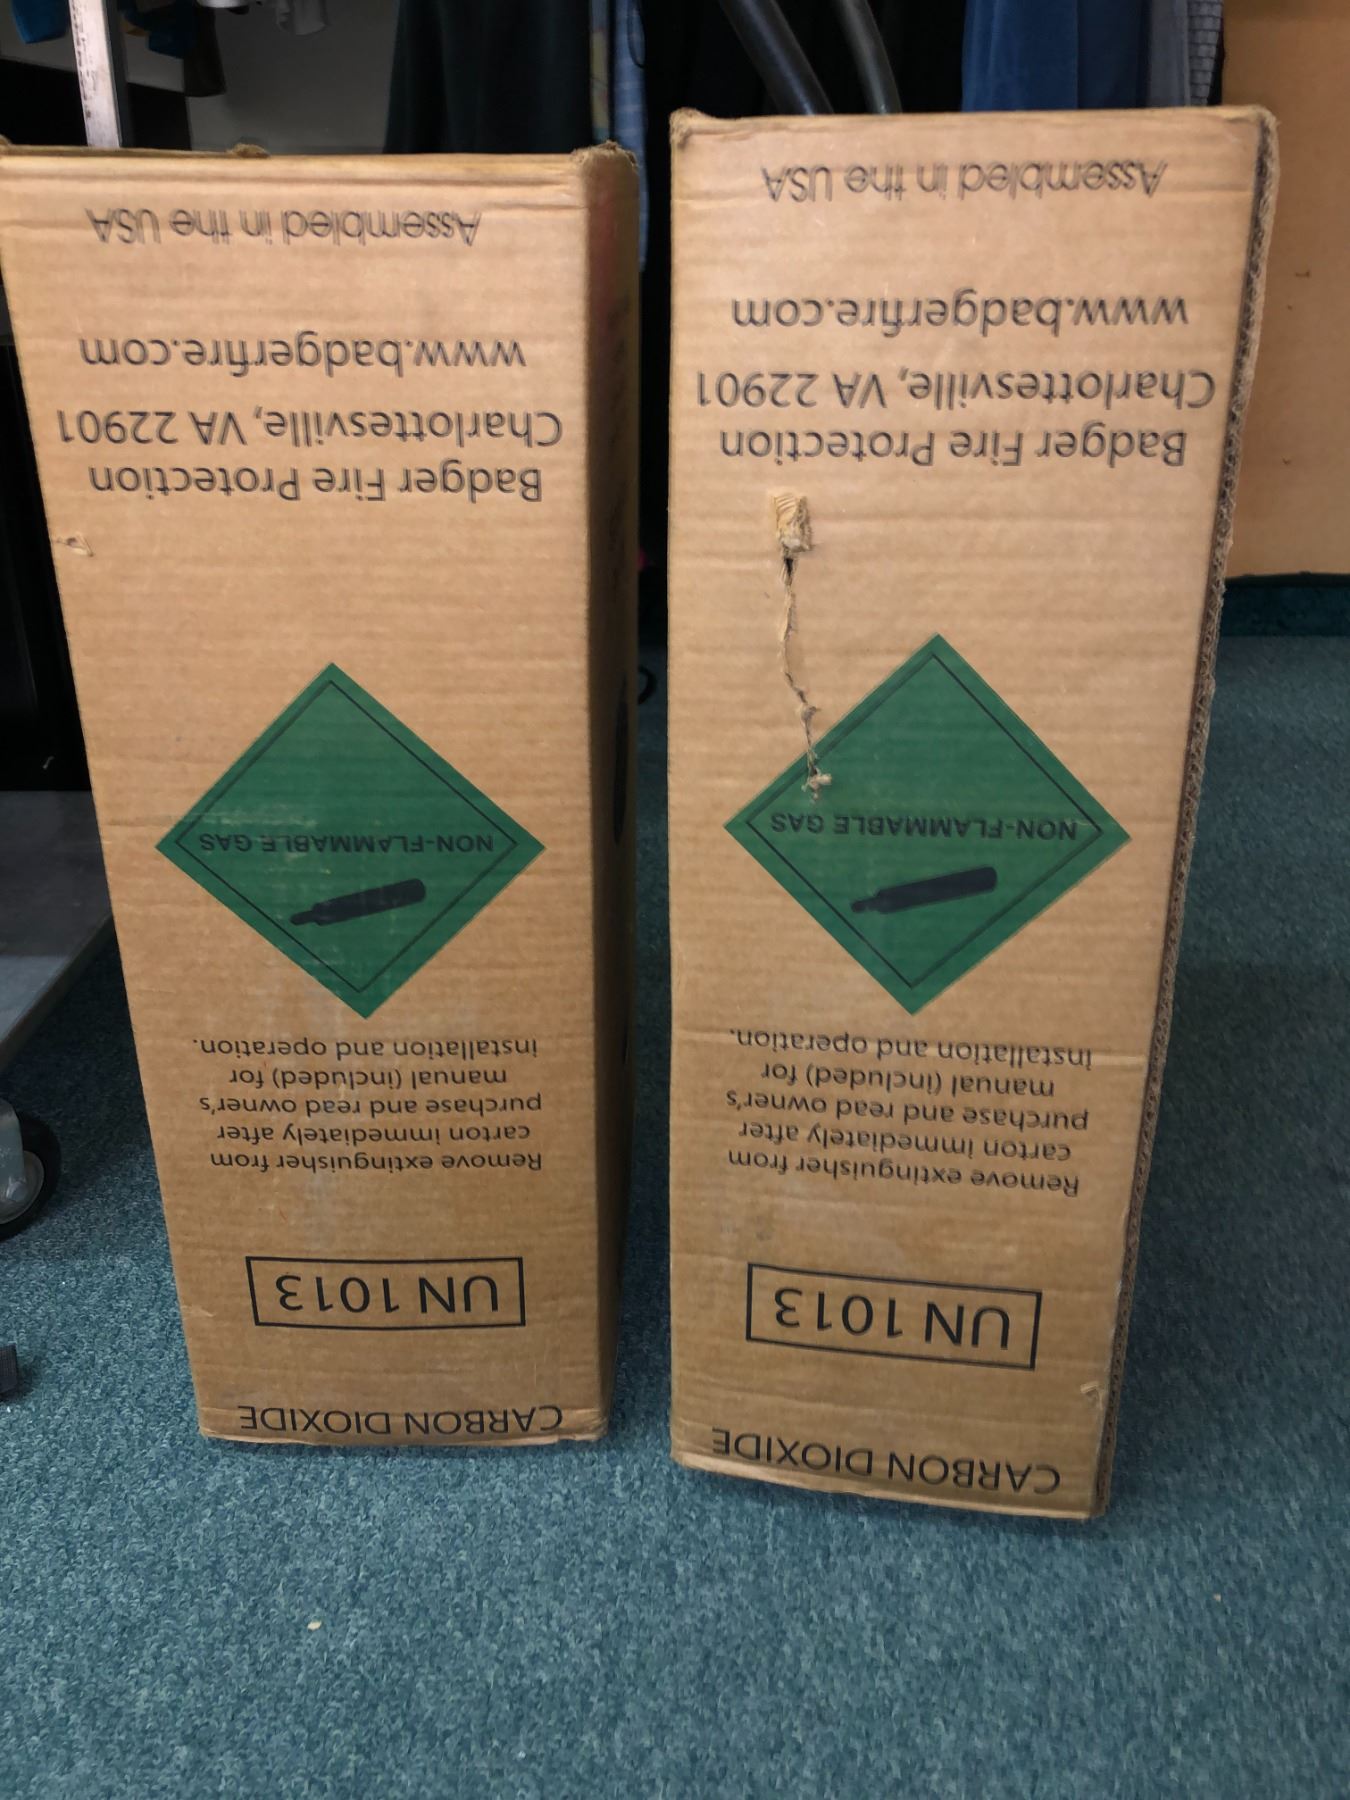 CARBON DIOXIDE
UN 1013
Remove extinguisher from
carton immediately after
purchase and read owner's
manual (included) for
installation and operation.
NON-FLAMMABLE GAS
Badger Fire Protection
Charlottesville, VA 22901
www.badgerfire.com
Assembled in the USA
CARBON DIOXIDE
UN 1013
Remove extinguisher from
carton immediately after
purchase and read owner's
manual (included) for
installation and operation.
NON-FLAMMABLE GAS
Badger Fire Protection
Charlottesville, VA 22901
www.badgerfire.com
Assembled in the USA